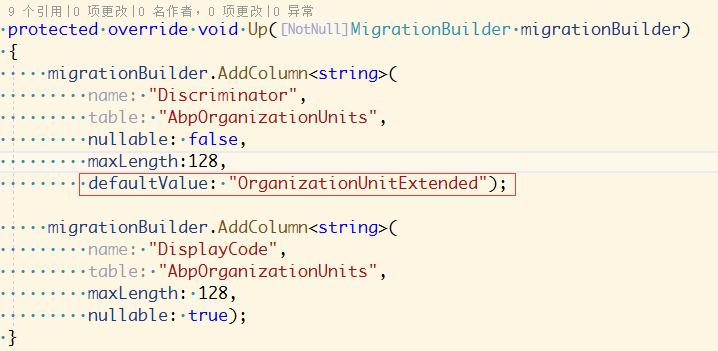 9 个引用|0 项更改|0 名作者，0 项更改|0 异常
protected override void Up([NotNull]MigrationBuilder migrationBuilder)
{
migrationBuilder.AddColumn<string>(
name: "Discriminator",
table: "AbpOrganizationUnits",
nullable: false,
maxLength:128,
defaultValue: "OrganizationUnitExtended");
migrationBuilder.AddColumn<string>(
name: "DisplayCode",
table: "AbpOrganizationUnits",
maxLength: 128,
nullable: true);
}